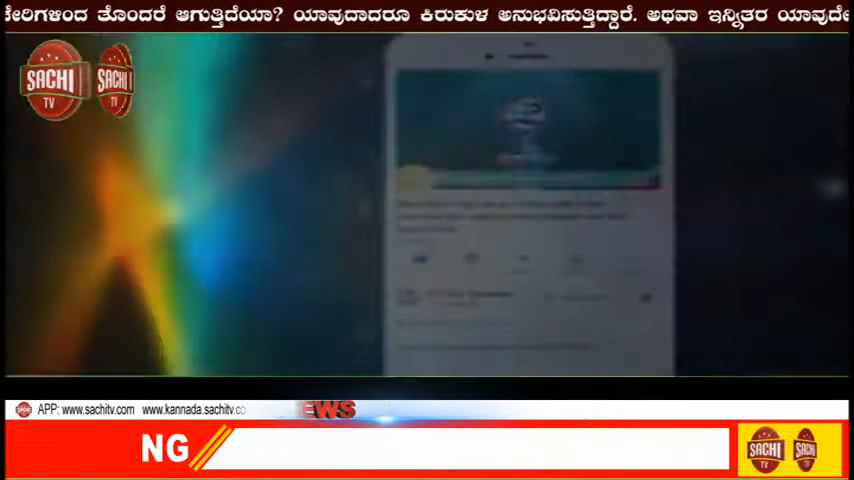 ಕೇರಿಗಳಿಂದ ತೊಂದರೆ ಆಗುತ್ತಿದೆಯಾ? ಯಾವುದಾದರೂ ಕಿರುಕುಳ ಅನುಭವಿಸುತ್ತಿದ್ದಾರೆ. ಅಥವಾ ಇನ್ನಿತರ ಯಾವುದೇ
SACHI TV SACHI TV
APP: www.sachitv.com www.kannada.sachitv.co EWS
NG
SACHI TV SACHI TV